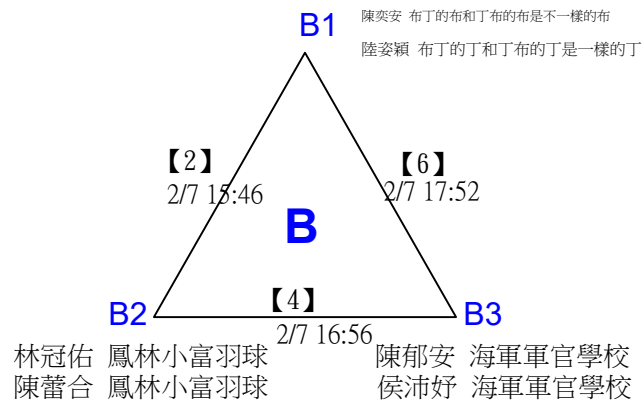 B1
陳奕安 布丁的布和丁布的布是不一樣的布
陸姿穎 布丁的丁和丁布的丁是一樣的丁
【2】
2/7 15:46
【6】
2/7 17:52
B
B2
【4】
2/7 16:56
B3
林冠佑 鳳林小富羽球
陳蕾合 鳳林小富羽球
陳郁安 海軍軍官學校
侯沛妤 海軍軍官學校